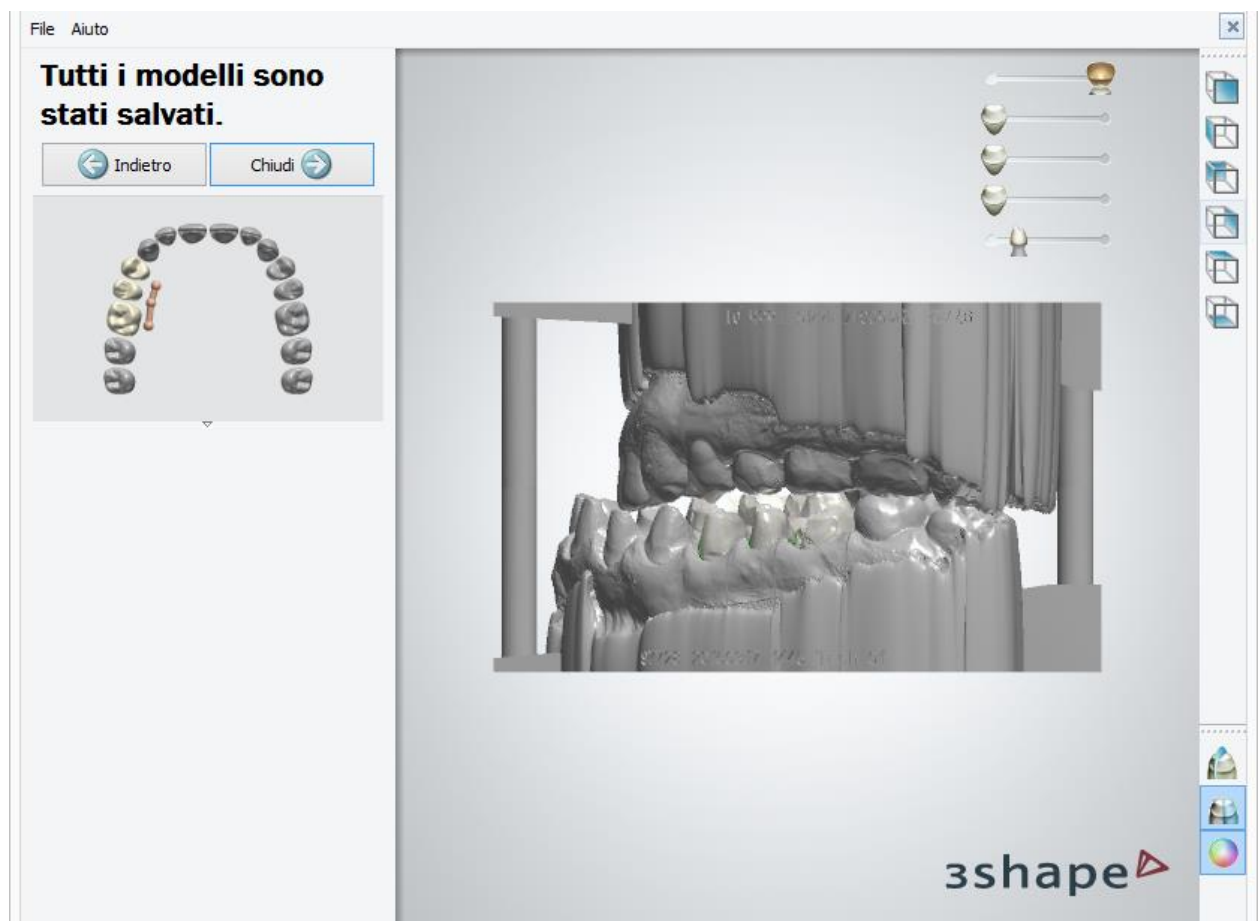 File Aiuto
Tutti i modelli sono
stati salvati.
Indietro
Chiudi
3shape